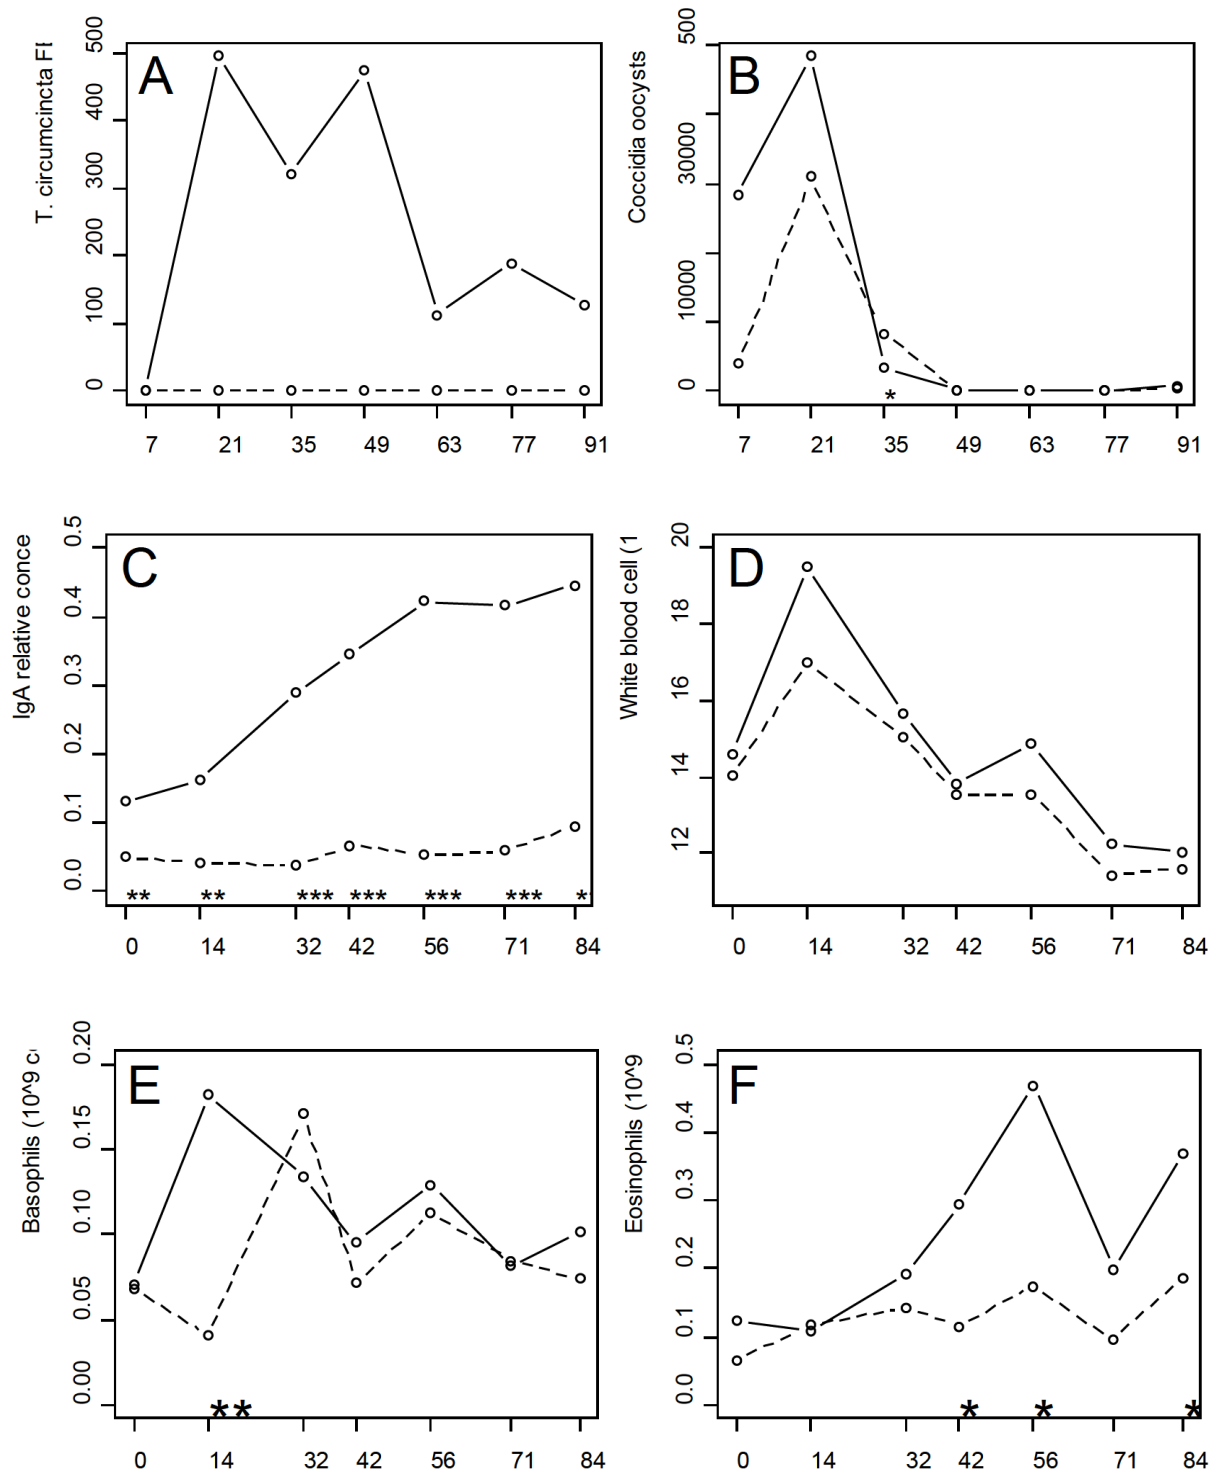 A
T. circumcincta FE
0 100 200 300 400 500
7 21 35 49 63 77 91
B
Coccidia oocysts
0 10000 30000 500
*
7 21 35 49 63 77 91
C
IgA relative conce
0.0 0.1 0.2 0.3 0.4 0.5
** ** *** *** *** *** *
0 14 32 42 56 71 84
D
White blood cell (1
12 14 16 18 20
0 14 32 42 56 71 84
E
Basophils (10^9 c
0.00 0.05 0.10 0.15 0.20
**
0 14 32 42 56 71 84
F
Eosinophils (10^9
0.0 0.1 0.2 0.3 0.4 0.5
* * *
0 14 32 42 56 71 84